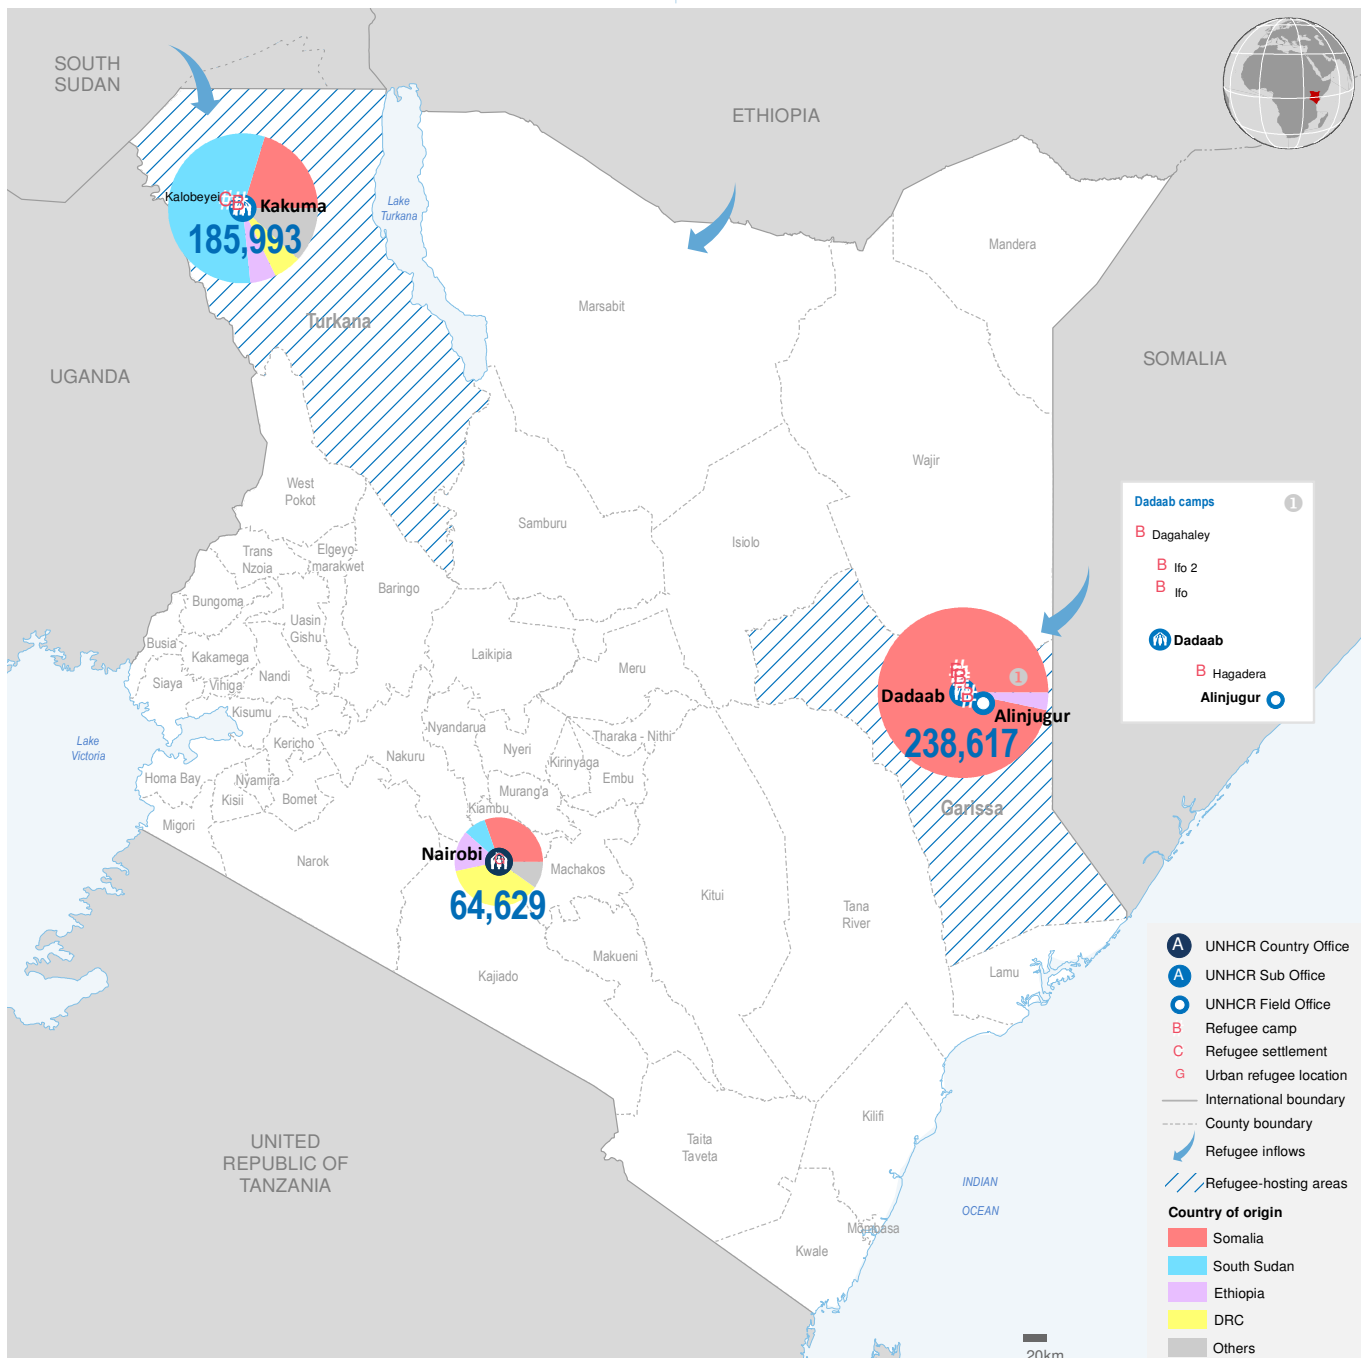 SOUTH
SUDAN
ETHIOPIA
Kalobeyei
C
B
Kakuma
185,993
Lake
Turkana
Mandera
Marsabit
Turkana
UGANDA
SOMALIA
Wajir
West
Pokot
Samburu
Isiolo
Dadaab camps
1
B Dagahaley
B Ifo 2
B Ifo
Dadaab
B Hagadera
Alinjugur
Trans
Nzoia
Elgeyo-
marakwet
Baringo
Bungoma
Uasin
Gishu
Busia
Kakamega
Laikipia
Meru
Siaya
Vihiga
Nandi
Kisumu
B
B
1
Dadaab
Alinjugur
238,617
Lake
Victoria
Kericho
Nyandarua
Nyeri
Tharaka - Nithi
Nakuru
Kirinyaga
Embu
Homa Bay
Nyamira
Kisii
Bomet
Murang'a
Kiambu
Garissa
Migori
Narok
Nairobi
64,629
Machakos
Kitui
Tana
River
Makueni
Kajiado
Lamu
A UNHCR Country Office
A UNHCR Sub Office
UNHCR Field Office
B Refugee camp
C Refugee settlement
G Urban refugee location
International boundary
County boundary
Refugee inflows
Refugee-hosting areas
Country of origin
Somalia
South Sudan
Ethiopia
DRC
Others
Kilifi
Taita
Taveta
UNITED
REPUBLIC OF
TANZANIA
INDIAN
OCEAN
Mombasa
Kwale
20km